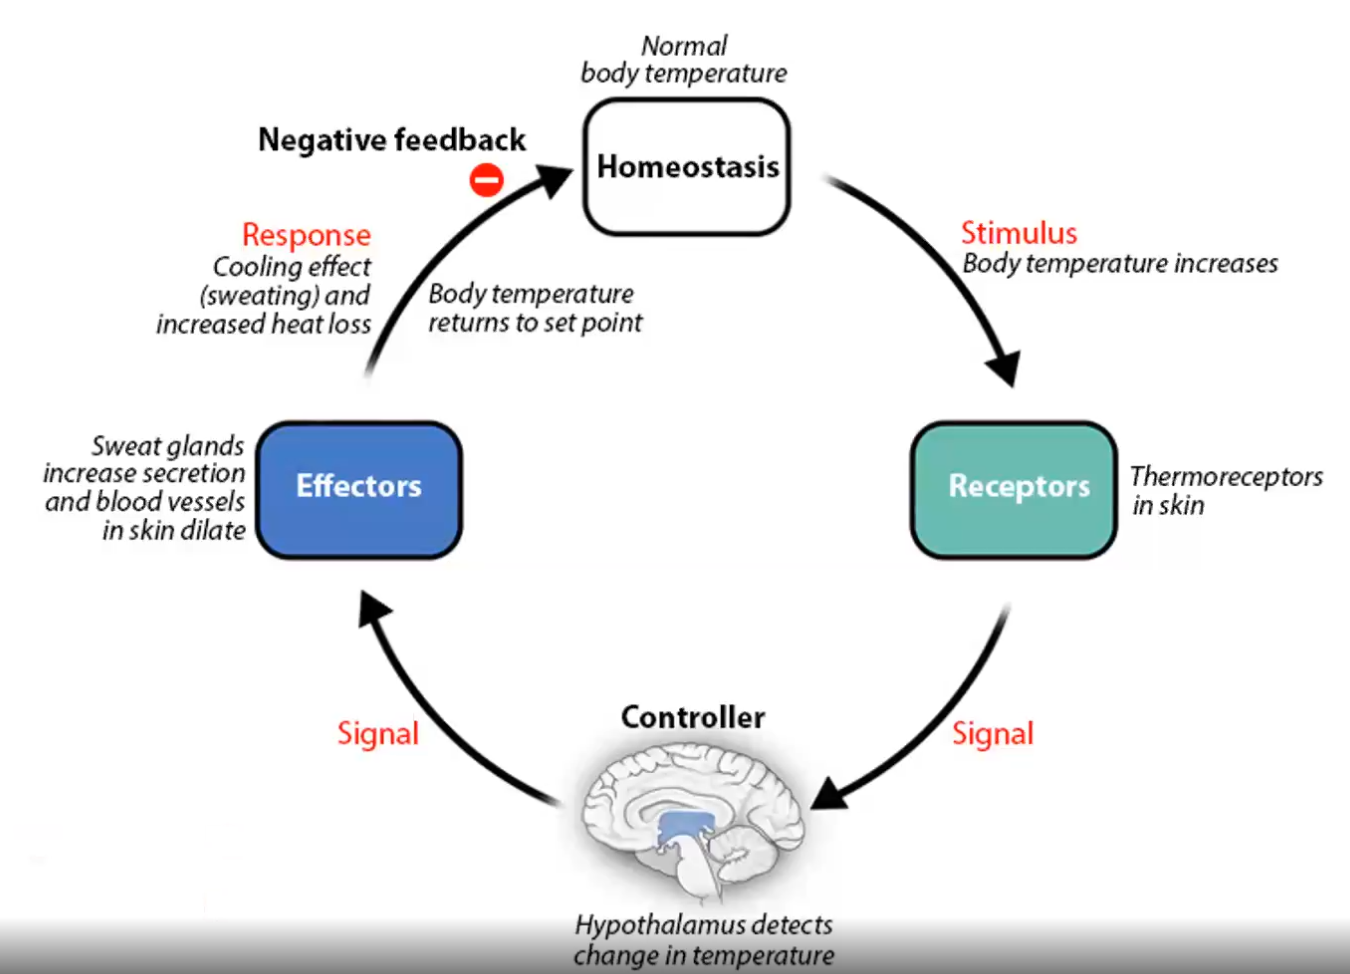 Normal
body temperature
Homeostasis
Negative feedback
Response
Cooling effect
(sweating) and
increased heat loss
Body temperature
returns to set point
Stimulus
Body temperature increases
Sweat glands
increase secretion
and blood vessels
in skin dilate
Effectors
Receptors
Thermoreceptors
in skin
Signal
Controller
Signal
Hypothalamus detects
change in temperature